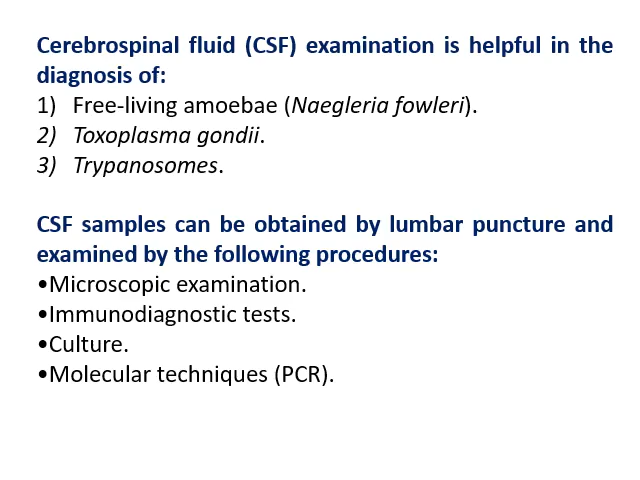 Cerebrospinal fluid (CSF) examination is helpful in the
diagnosis of:
1) Free-living amoebae (Naegleria fowleri).
2) Toxoplasma gondii.
3) Trypanosomes.
CSF samples can be obtained by lumbar puncture and
examined by the following procedures:
•Microscopic examination.
•Immunodiagnostic tests.
•Culture.
•Molecular techniques (PCR).